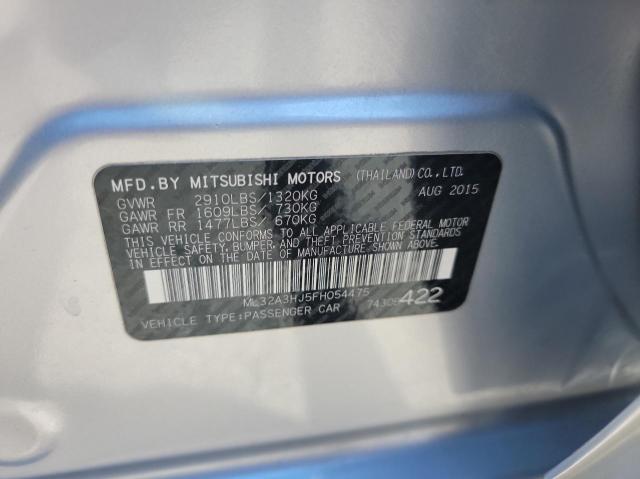 MFD.BY MITSUBISHI MOTORS (THAILAND)CO.,LTD.
GVWR 2910LBS/1320KG AUG 2015
GAWR FR 1609LBS/ 730KG
GAWR RR 1477LBS/ 670KG
THIS VEHICLE CONFORMS TO ALL APPLICABLE FEDERAL MOTOR
VEHICLE SAFETY, BUMPER, AND THEFT PREVENTION STANDARDS
IN EFFECT ON THE DATE OF MANUFACTURE SHOWN ABOVE.
ML32A3HJ5FH054475
VEHICLE TYPE:PASSENGER CAR 422